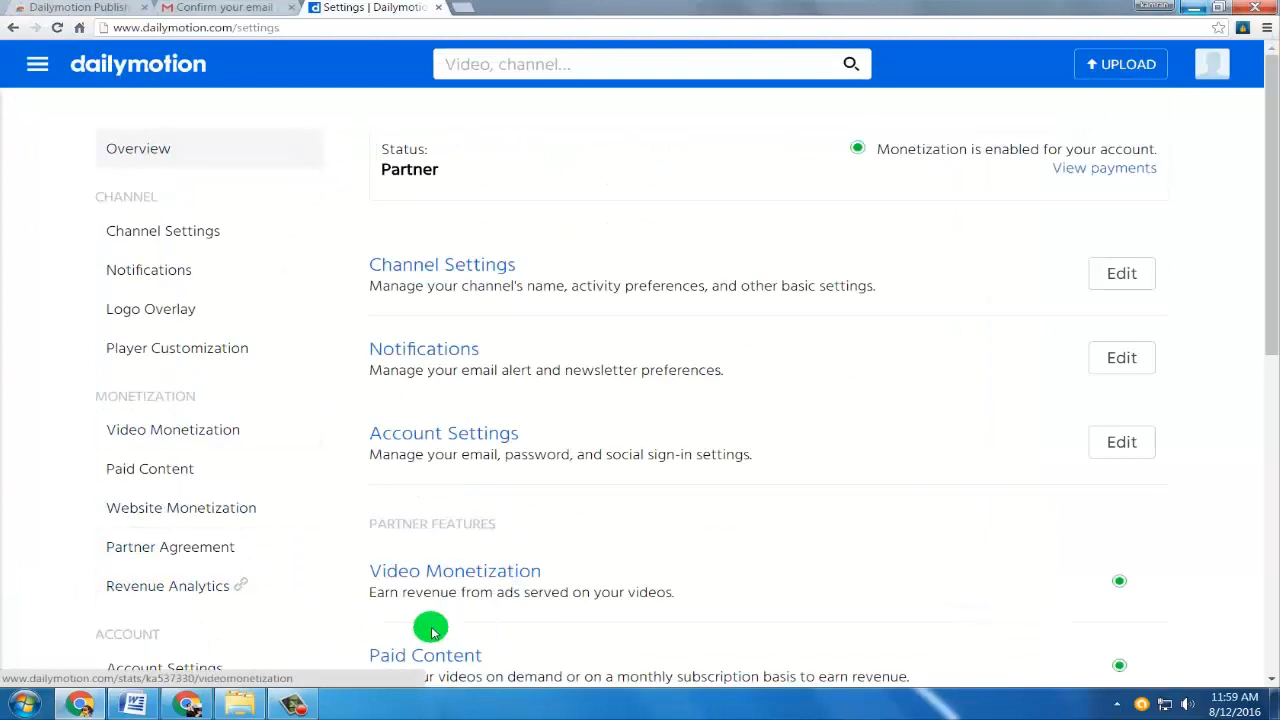 Dailymotion Publish
Confirm your email
Settings | Dailymotio
kamran
www.dailymotion.com/settings
dailymotion
Video, channel...
UPLOAD
Overview
Status:
Partner
Monetization is enabled for your account.
View payments
CHANNEL
Channel Settings
Notifications
Logo Overlay
Player Customization
MONETIZATION
Video Monetization
Paid Content
Website Monetization
Partner Agreement
Revenue Analytics
ACCOUNT
Account Settings
Channel Settings
Manage your channel's name, activity preferences, and other basic settings.
Edit
Notifications
Manage your email alert and newsletter preferences.
Edit
Account Settings
Manage your email, password, and social sign-in settings.
Edit
PARTNER FEATURES
Video Monetization
Earn revenue from ads served on your videos.
Paid Content
ur videos on demand or on a monthly subscription basis to earn revenue.
www.dailymotion.com/stats/ka537330/videomonetization
11:59 AM
8/12/2016